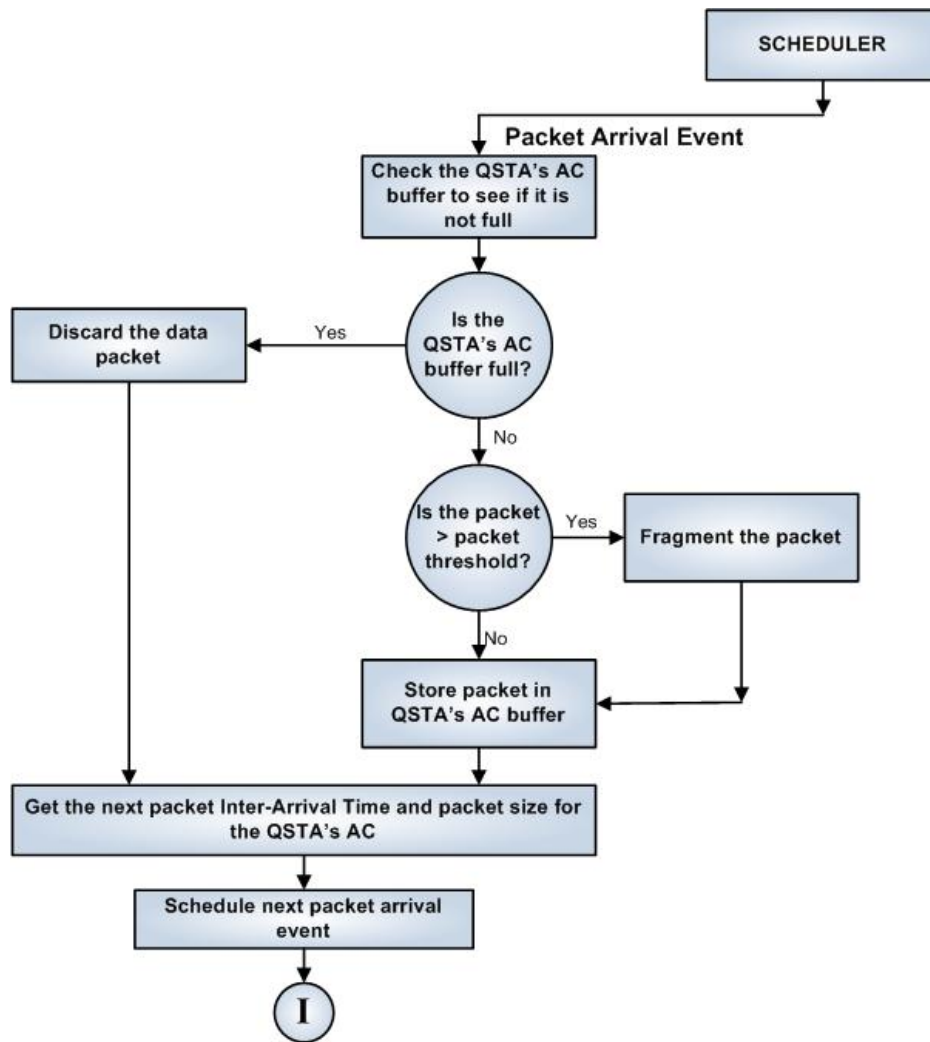 SCHEDULER
Packet Arrival Event
Check the QSTA's AC
buffer to see if it is
not full
Is the
QSTA's AC
buffer full?
Yes
Discard the data
packet
No
Is the packet
> packet
threshold?
Yes
Fragment the packet
No
Store packet in
QSTA's AC buffer
Get the next packet Inter-Arrival Time and packet size for
the QSTA's AC
Schedule next packet arrival
event
I